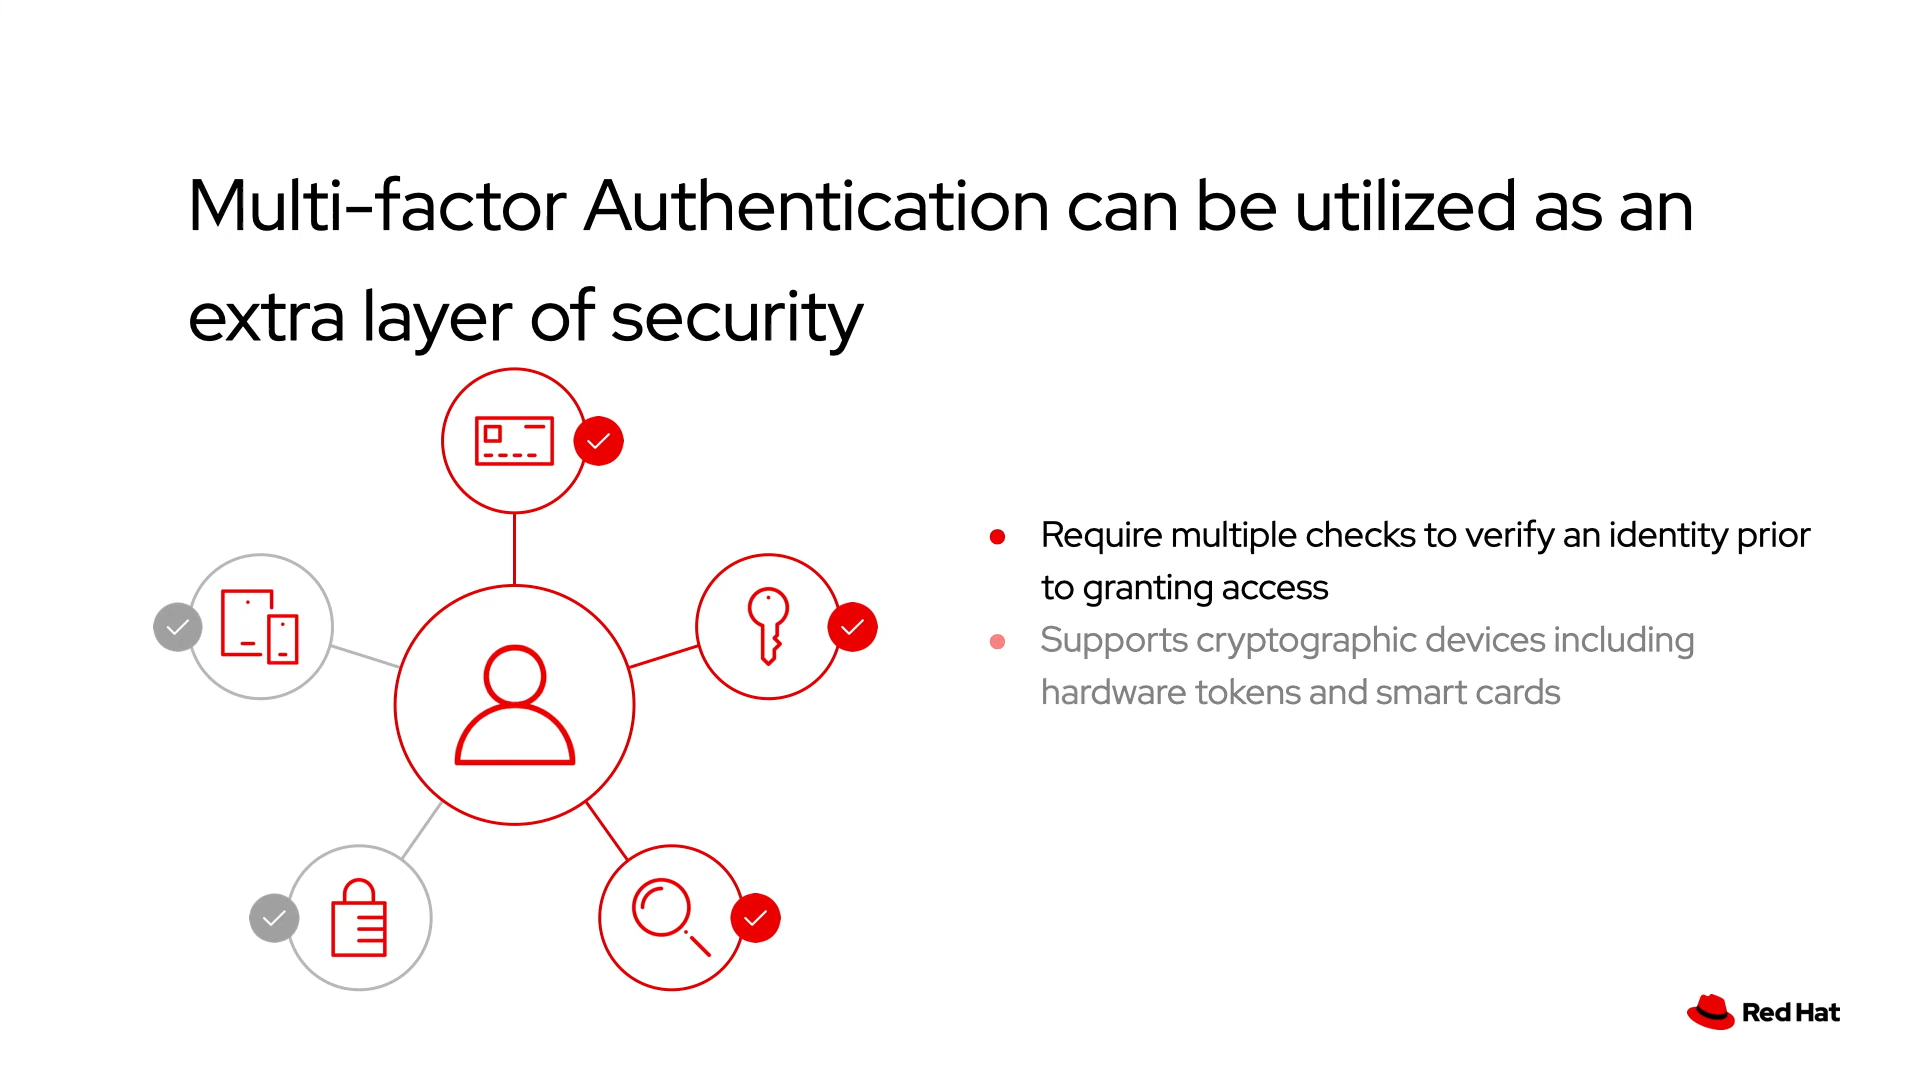 Multi-factor Authentication can be utilized as an
extra layer of security
Require multiple checks to verify an identity prior
to granting access
Supports cryptographic devices including
hardware tokens and smart cards
Red Hat